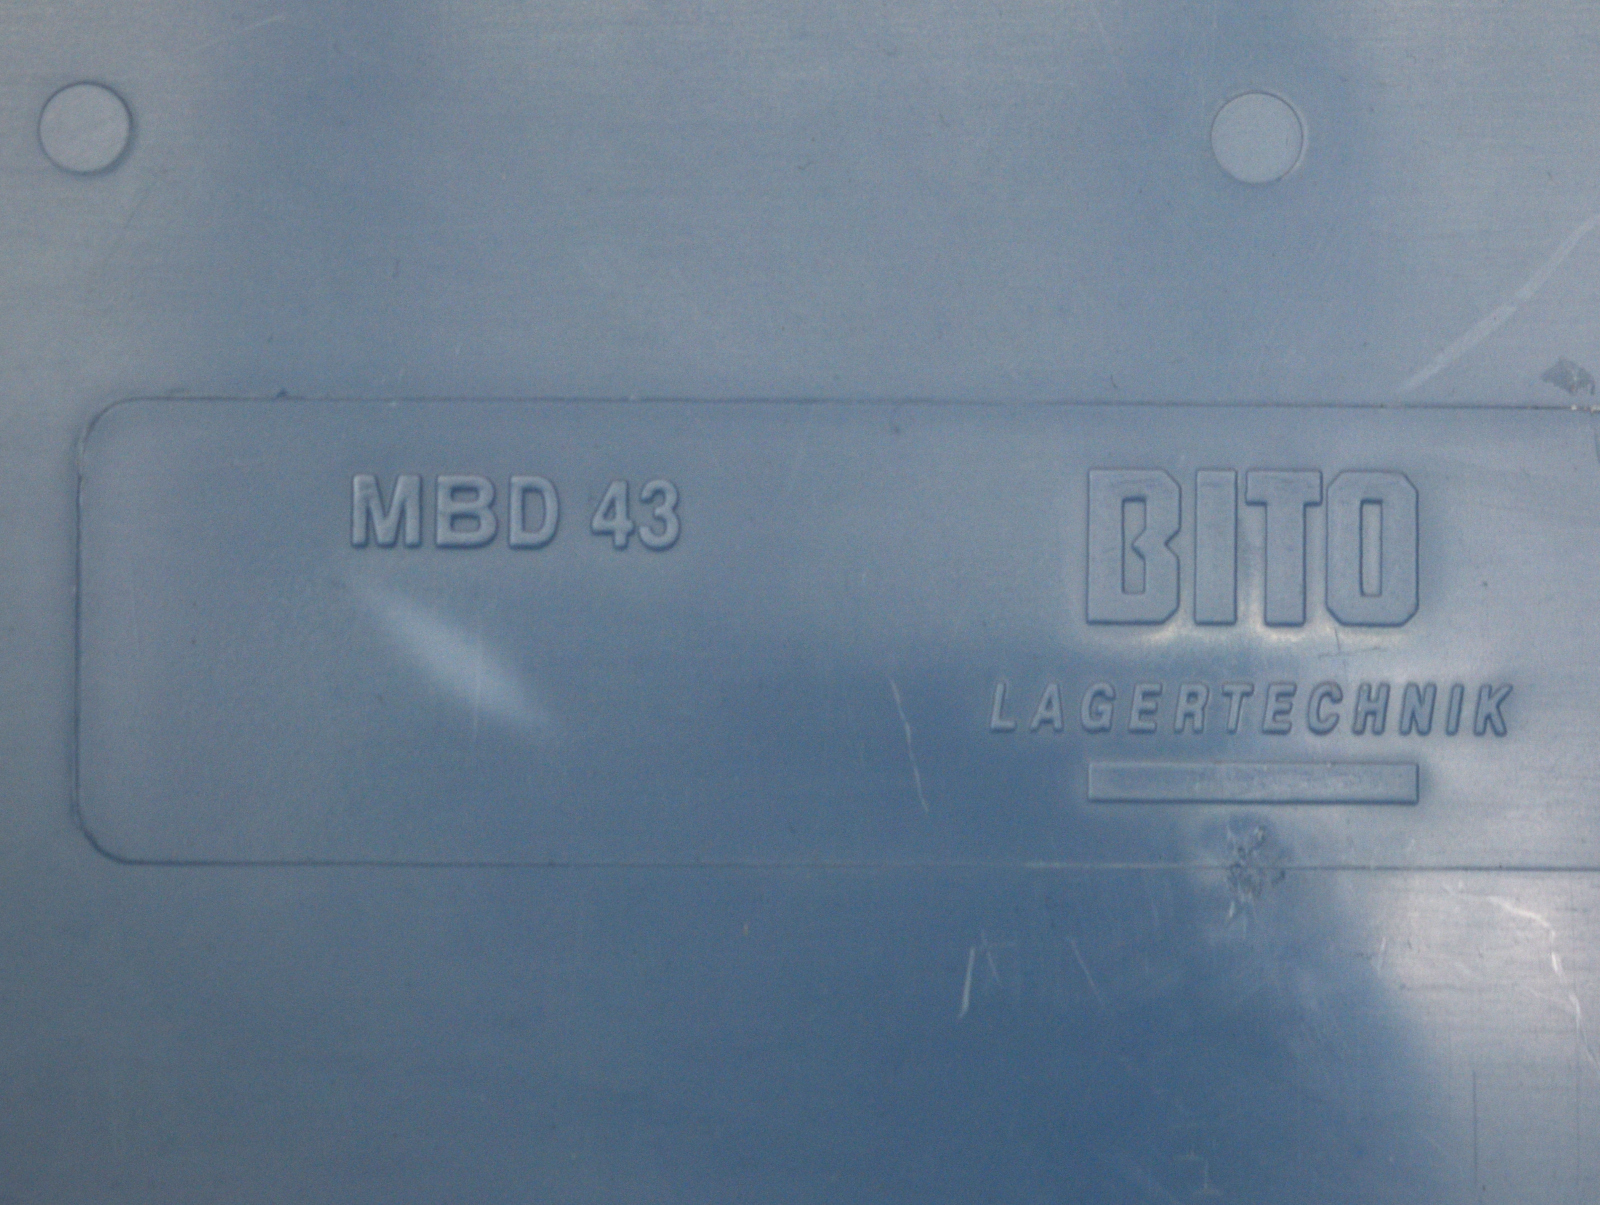 MBD 43
BITO
LAGERTECHNIK